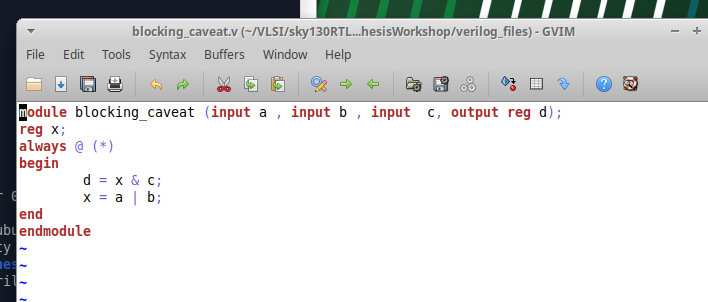 blocking_caveat.v (~/VLSI/sky130RTL...hesisWorkshop/verilog_files) - GVIM
File Edit Tools Syntax Buffers Window Help
module blocking_caveat (input a , input b , input  c, output reg d);
reg x;
always @ (*)
begin
        d = x & c;
        x = a | b;
end
endmodule
~
~
~
~